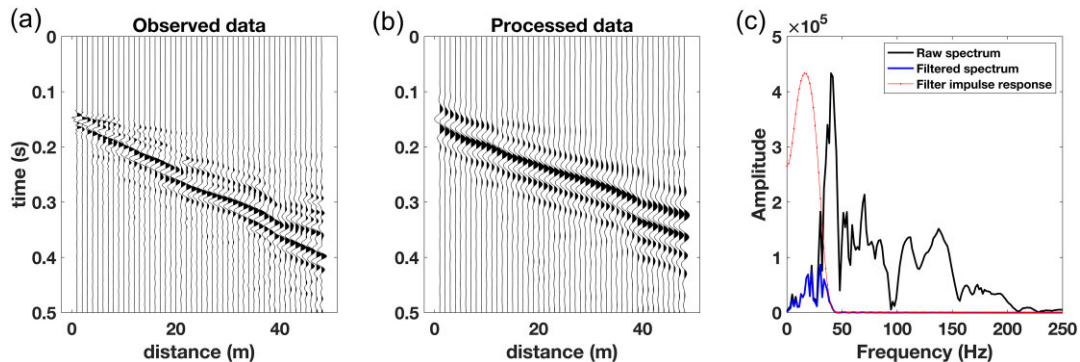 (a)
Observed data
0
0.1
0.2
0.3
0.4
0.5
time (s)
0
20
40
distance (m)
(b)
Processed data
0
0.1
0.2
0.3
0.4
0.5
0
20
40
distance (m)
(c)
×10⁵
5
4
3
2
1
0
Amplitude
Raw spectrum
Filtered spectrum
Filter impulse response
0
50
100
150
200
250
Frequency (Hz)